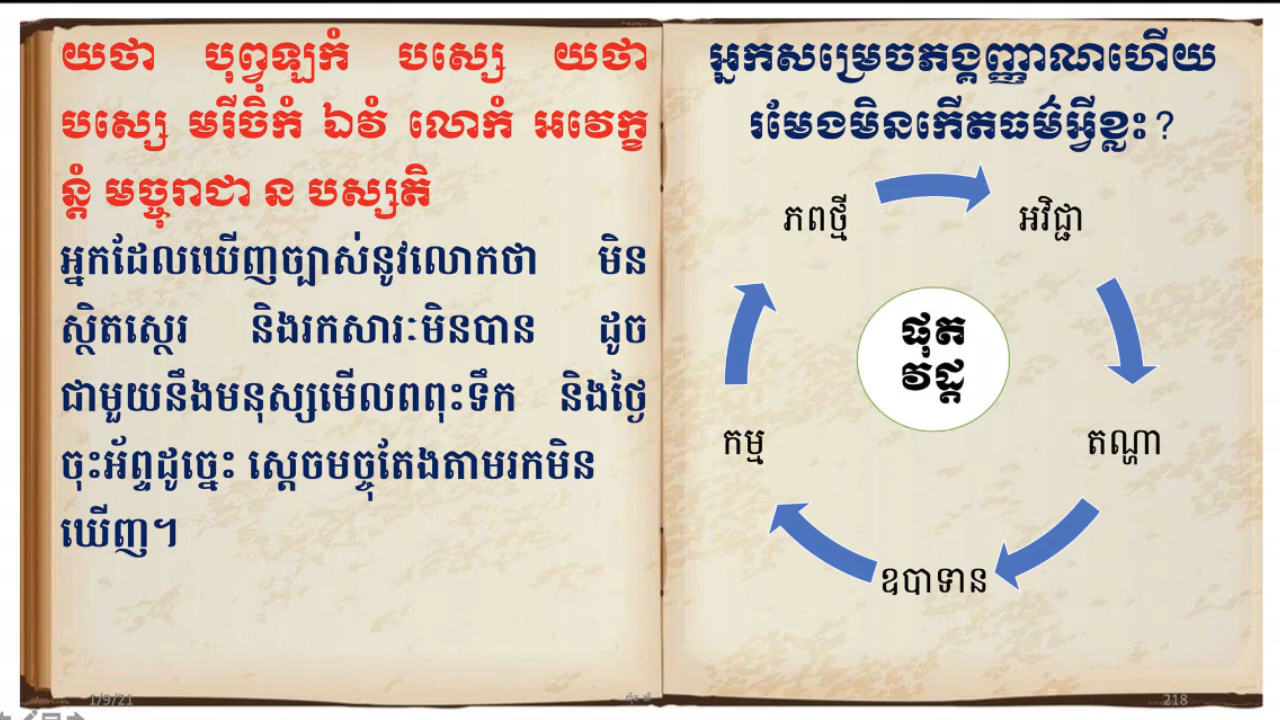 យថា បុព្វុឡកំ បស្សេ យថា
បស្សេ មរីចិកំ ឯវំ លោកំ អវេក្ខ
ន្តំ មច្ចុរាជា ន បស្សតិ
អ្នកដែលឃើញច្បាស់នូវលោកថា មិន
ស្ថិតស្ថេរ និងរកសារៈមិនបាន ដូច
ជាមួយនឹងមនុស្សមើលពពុះទឹក និងថ្ងៃ
ចុះអ័ព្ទដូច្នេះ ស្តេចមច្ចុតែងតាមរកមិន
ឃើញ។
អ្នកសម្រេចភង្គញ្ញាណហើយ
រមែងមិនកើតធម៌អ្វីខ្លះ?
ភពថ្មី
អវិជ្ជា
ផុត
វដ្ដ
កម្ម
តណ្ហា
ឧបាទាន
1/9/21
218